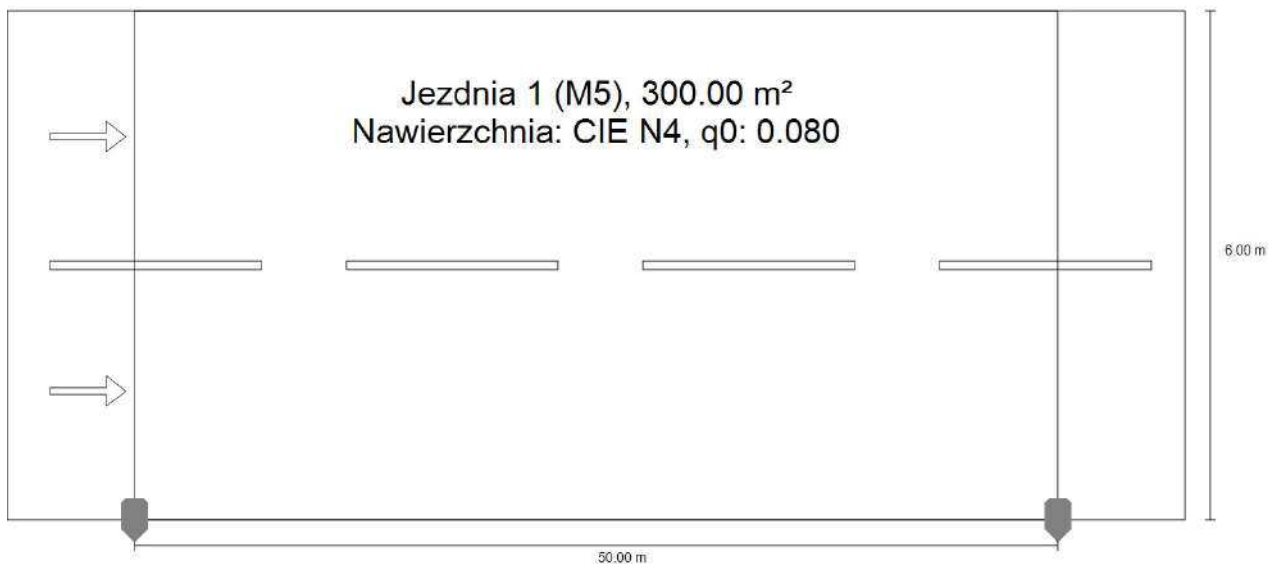 Jezdnia 1 (M5), 300.00 m²
Nawierzchnia: CIE N4, q0: 0.080
6.00 m
50.00 m